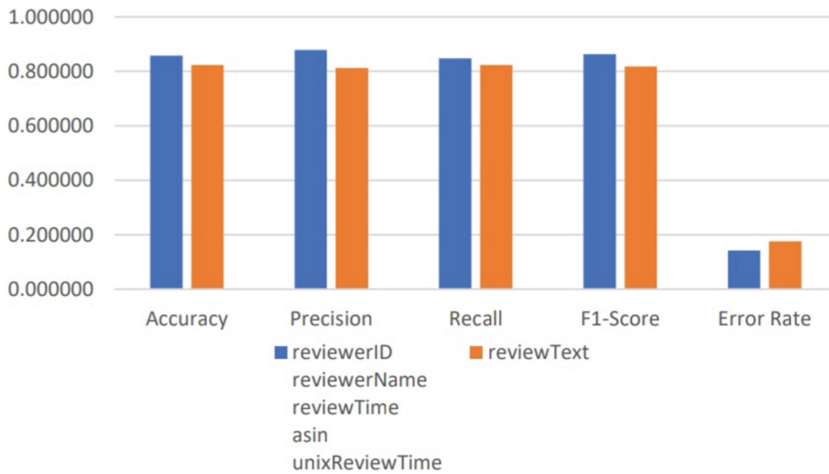 1.000000
0.800000
0.600000
0.400000
0.200000
0.000000
Accuracy Precision Recall F1-Score Error Rate
reviewerID reviewText
reviewerName
reviewTime
asin
unixReviewTime